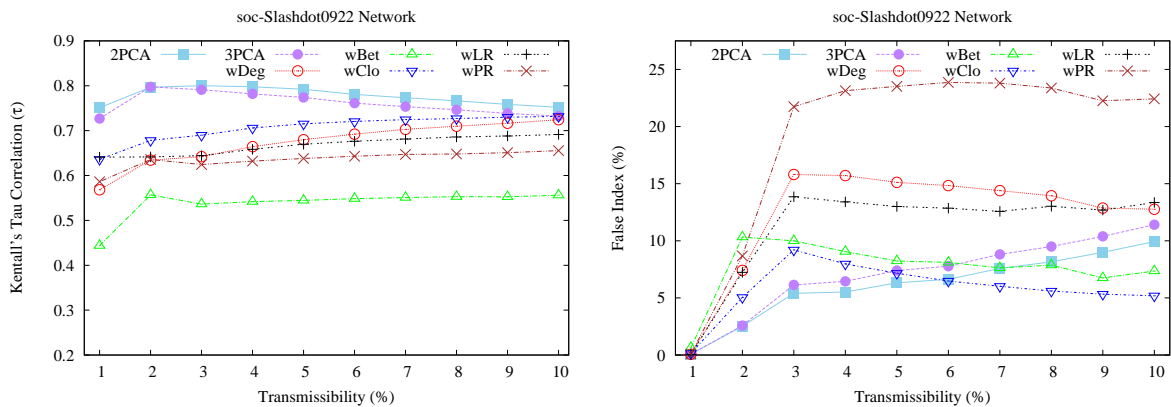 soc-Slashdot0922 Network
0.9
0.8
0.7
0.6
0.5
0.4
0.3
0.2
Kentall's Tau Correlation (τ)
2PCA 3PCA wBet wLR
wDeg wClo wPR
1 2 3 4 5 6 7 8 9 10
Transmissibility (%)
soc-Slashdot0922 Network
25
20
15
10
5
0
False Index (%)
2PCA 3PCA wBet wLR
wDeg wClo wPR
1 2 3 4 5 6 7 8 9 10
Transmissibility (%)